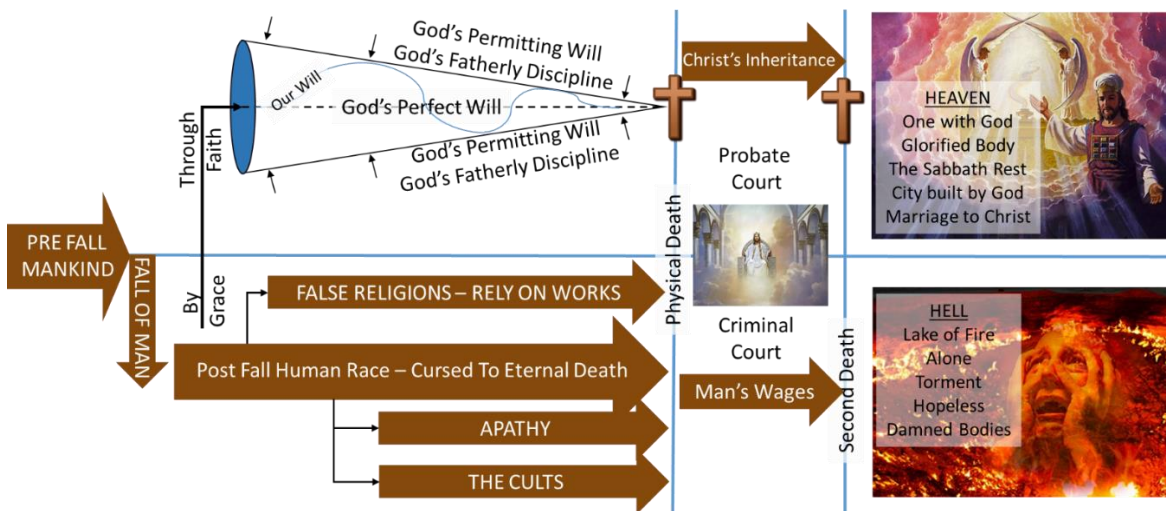 God's Permitting Will
God's Fatherly Discipline
Our Will
God's Perfect Will
God's Permitting Will
God's Fatherly Discipline
Through
Faith
By
Grace
PRE FALL
MANKIND
FALL OF MAN
FALSE RELIGIONS – RELY ON WORKS
Post Fall Human Race – Cursed To Eternal Death
APATHY
THE CULTS
Physical Death
Christ's Inheritance
Probate
Court
Criminal
Court
Man's Wages
Second Death
HEAVEN
One with God
Glorified Body
The Sabbath Rest
City built by God
Marriage to Christ
HELL
Lake of Fire
Alone
Torment
Hopeless
Damned Bodies